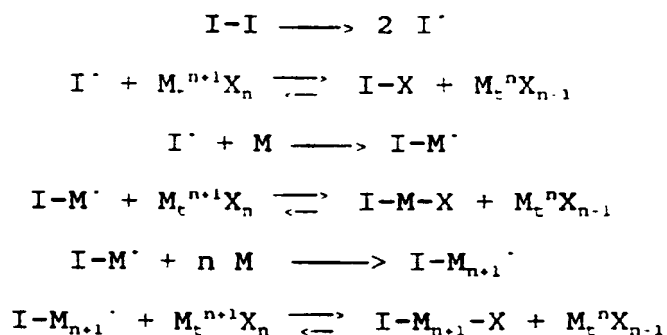 I-I ⟶ 2 I˙
I˙ + Mₜⁿ⁺¹Xₙ ⇌ I-X + MₜⁿXₙ₋₁
I˙ + M ⟶ I-M˙
I-M˙ + Mₜⁿ⁺¹Xₙ ⇌ I-M-X + MₜⁿXₙ₋₁
I-M˙ + n M ⟶ I-Mₙ₊₁˙
I-Mₙ₊₁˙ + Mₜⁿ⁺¹Xₙ ⇌ I-Mₙ₊₁-X + MₜⁿXₙ₋₁